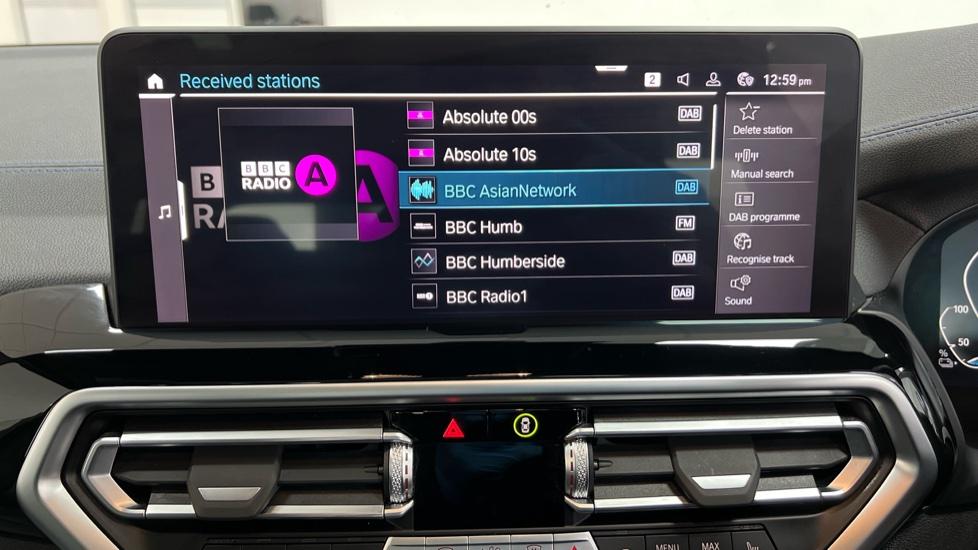 Received stations
2
12:59 pm
BBC
RADIO A
B
RA
A
Absolute 00s DAB
Absolute 10s DAB
BBC AsianNetwork DAB
BBC Humb FM
BBC Humberside DAB
BBC Radio1 DAB
Delete station
Manual search
DAB programme
Recognise track
Sound
100
50
%
MENU
MAX